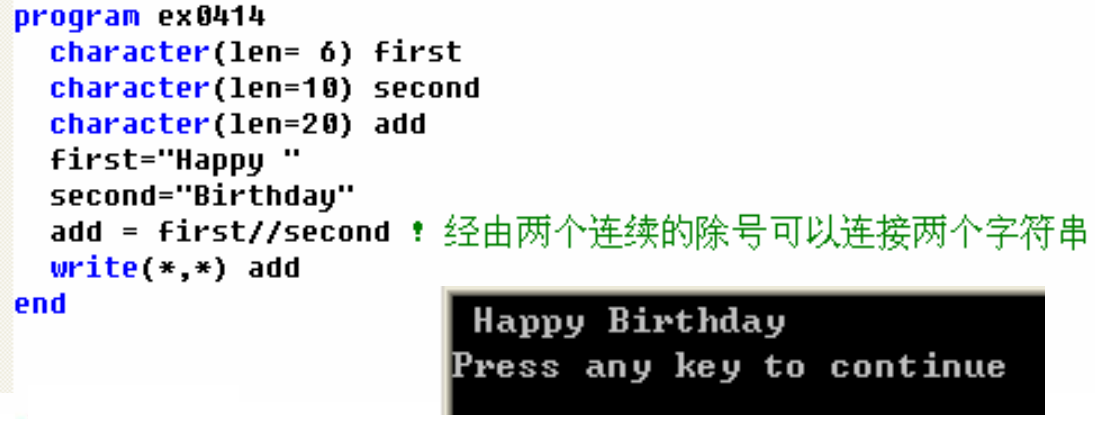 program ex0414
  character(len= 6) first
  character(len=10) second
  character(len=20) add
  first="Happy "
  second="Birthday"
  add = first//second ! 经由两个连续的除号可以连接两个字符串
  write(*,*) add
end
 Happy Birthday
Press any key to continue